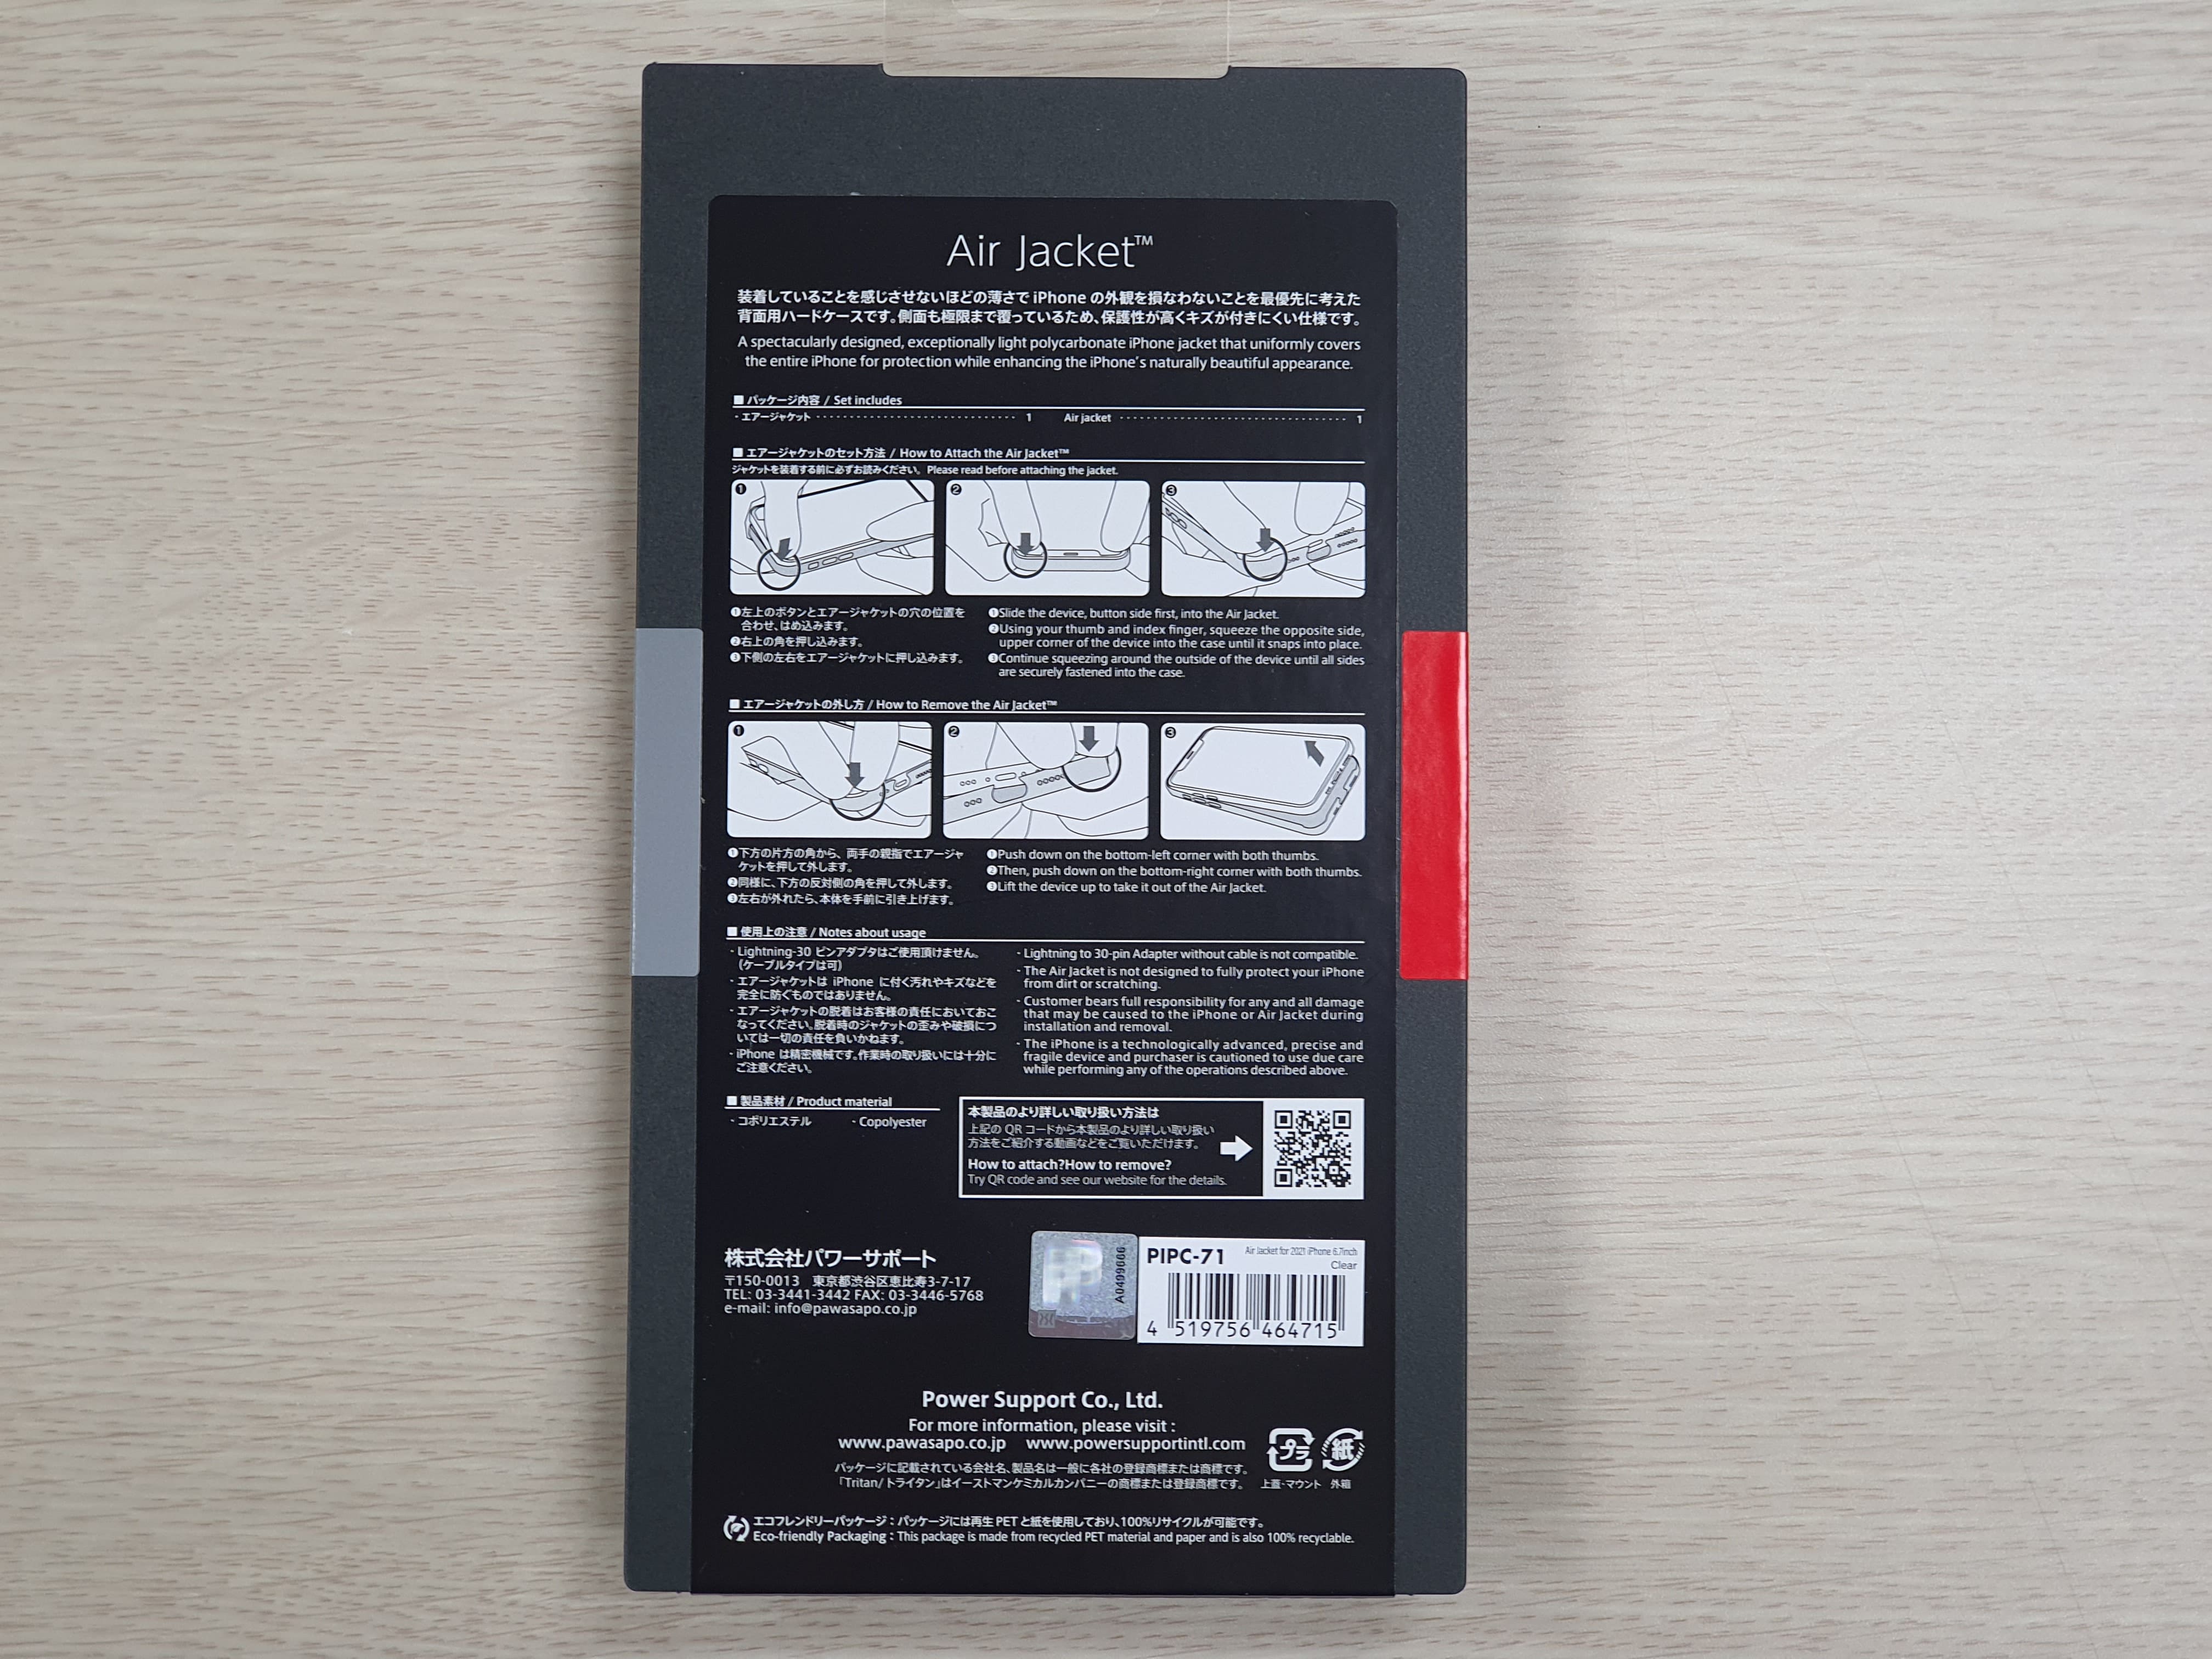 Air Jacket™
装着していることを感じさせないほどの薄さで iPhone の外観を損なわないことを最優先に考えた
背面用ハードケースです。側面も極限まで覆っているため、保護性が高くキズが付きにくい仕様です。
A spectacularly designed, exceptionally light polycarbonate iPhone jacket that uniformly covers
the entire iPhone for protection while enhancing the iPhone's naturally beautiful appearance.
■ パッケージ内容 / Set includes
・エアージャケット 1 Air jacket 1
■ エアージャケットのセット方法 / How to Attach the Air Jacket™
ジャケットを装着する前に必ずお読みください。 Please read before attaching the jacket.
❶ ❷ ❸
❶左上のボタンとエアージャケットの穴の位置を
合わせ、はめ込みます。
❷右上の角を押し込みます。
❸下側の左右をエアージャケットに押し込みます。
❶Slide the device, button side first, into the Air Jacket.
❷Using your thumb and index finger, squeeze the opposite side,
upper corner of the device into the case until it snaps into place.
❸Continue squeezing around the outside of the device until all sides
are securely fastened into the case.
■ エアージャケットの外し方 / How to Remove the Air Jacket™
❶ ❷ ❸
❶下方の片方の角から、両手の親指でエアージャ
ケットを押して外します。
❷同様に、下方の反対側の角を押して外します。
❸左右が外れたら、本体を手前に引き上げます。
❶Push down on the bottom-left corner with both thumbs.
❷Then, push down on the bottom-right corner with both thumbs.
❸Lift the device up to take it out of the Air Jacket.
■ 使用上の注意 / Notes about usage
・Lightning-30 ピンアダプタはご使用頂けません。
(ケーブルタイプは可)
・エアージャケットは iPhone に付く汚れやキズなどを
完全に防ぐものではありません。
・エアージャケットの脱着はお客様の責任においておこ
なってください。脱着時のジャケットの歪みや破損につ
いては一切の責任を負いかねます。
・iPhone は精密機械です。作業時の取り扱いには十分に
ご注意ください。
・Lightning to 30-pin Adapter without cable is not compatible.
・The Air Jacket is not designed to fully protect your iPhone
from dirt or scratching.
・Customer bears full responsibility for any and all damage
that may be caused to the iPhone or Air Jacket during
installation and removal.
・The iPhone is a technologically advanced, precise and
fragile device and purchaser is cautioned to use due care
while performing any of the operations described above.
■ 製品素材 / Product material
・コポリエステル ・Copolyester
本製品のより詳しい取り扱い方法は
上記の QR コードから本製品のより詳しい取り扱い
方法をご紹介する動画などをご覧いただけます。
How to attach?How to remove?
Try QR code and see our website for the details.
株式会社パワーサポート
〒150-0013 東京都渋谷区恵比寿3-7-17
TEL: 03-3441-3442 FAX: 03-3446-5768
e-mail: info@pawasapo.co.jp
A0499666
PIPC-71 Air Jacket for 2021 iPhone 6.7inch
Clear
4 519756 464715
Power Support Co., Ltd.
For more information, please visit :
www.pawasapo.co.jp www.powersupportintl.com
パッケージに記載されている会社名、製品名は一般に各社の登録商標または商標です。
「Tritan/トライタン」はイーストマンケミカルカンパニーの商標または登録商標です。
プラ 紙
上蓋・マウント 外箱
エコフレンドリーパッケージ：パッケージには再生 PET と紙を使用しており、100%リサイクルが可能です。
Eco-friendly Packaging : This package is made from recycled PET material and paper and is also 100% recyclable.